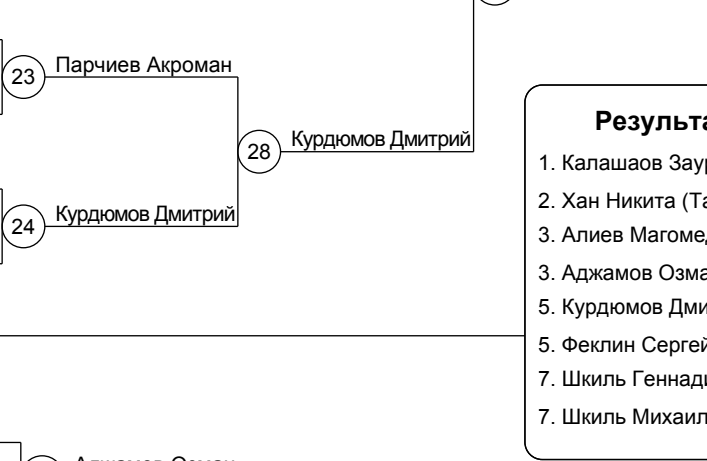 Парчиев Акроман
23
Курдюмов Дмитрий
28
Курдюмов Дмитрий
24
1. Калашаов Заур
2. Хан Никита
3. Алиев
3. Аджамов
5. Курдюмов
5. Феклин Сергей
7. Шкиль
7. Шкиль Михаил